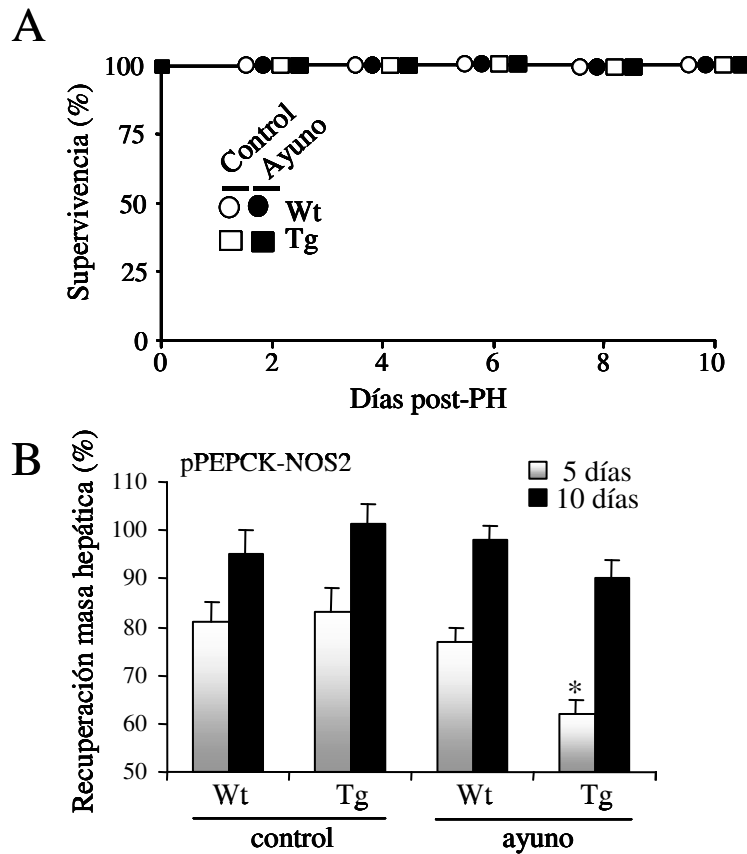 A
Supervivencia (%)
100
75
50
25
0
Control
Ayuno
Wt
Tg
0 2 4 6 8 10
Días post-PH
B
Recuperación masa hepática (%)
pPEPCK-NOS2
5 días
10 días
110
100
90
80
70
60
50
*
Wt Tg Wt Tg
control ayuno